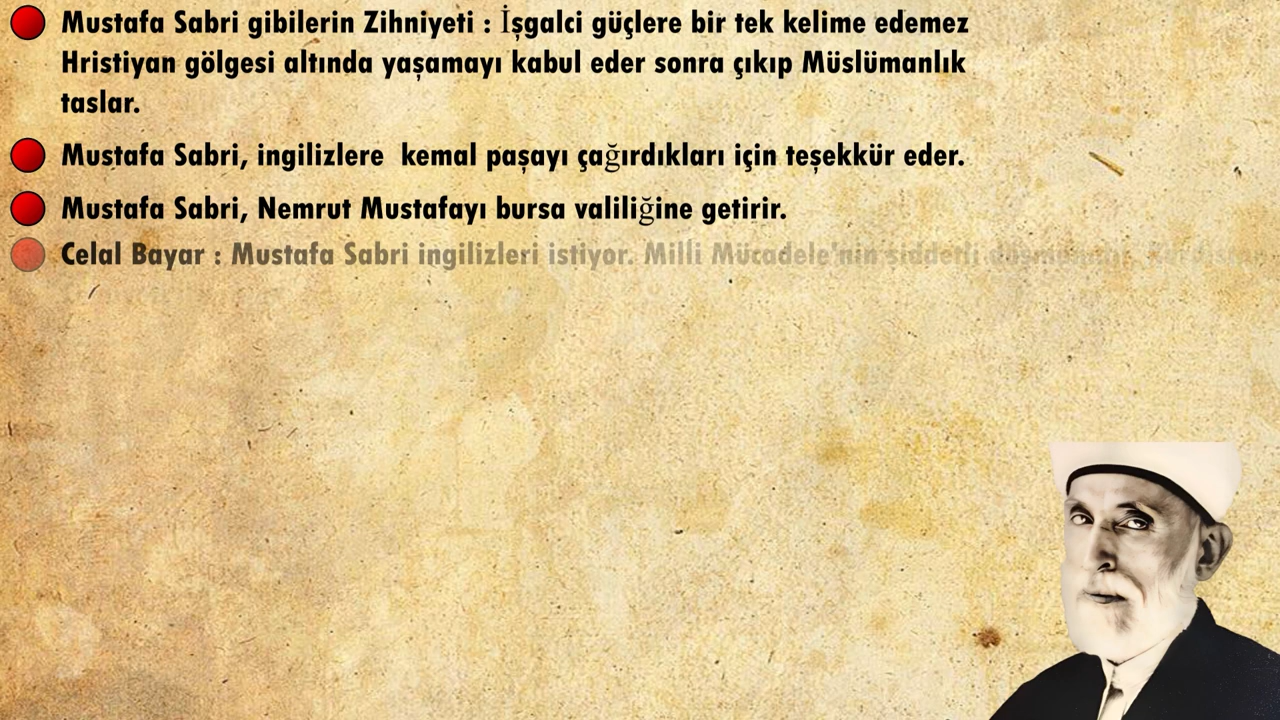 Mustafa Sabri gibilerin Zihniyeti : İşgalci güçlere bir tek kelime edemez
Hristiyan gölgesi altında yaşamayı kabul eder sonra çıkıp Müslümanlık
taslar.
Mustafa Sabri, ingilizlere kemal paşayı çağırdıkları için teşekkür eder.
Mustafa Sabri, Nemrut Mustafayı bursa valiliğine getirir.
Celal Bayar : Mustafa Sabri ingilizleri istiyor. Milli Mücadele'nin şiddetli düşmanıdır.